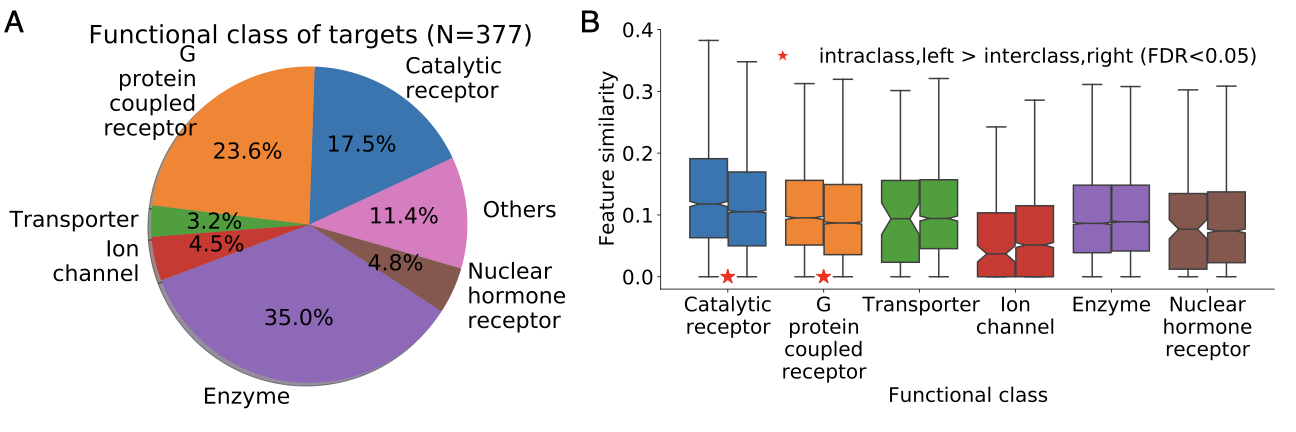 A
Functional class of targets (N=377)
G
protein
coupled
receptor
Catalytic
receptor
23.6%
17.5%
Transporter
3.2%
11.4%
Others
Ion
channel
4.5%
4.8%
Nuclear
hormone
receptor
35.0%
Enzyme
B
intraclass,left > interclass,right (FDR<0.05)
Feature similarity
0.4
0.3
0.2
0.1
0.0
Catalytic
receptor
G
protein
coupled
receptor
Transporter
Ion
channel
Enzyme
Nuclear
hormone
receptor
Functional class